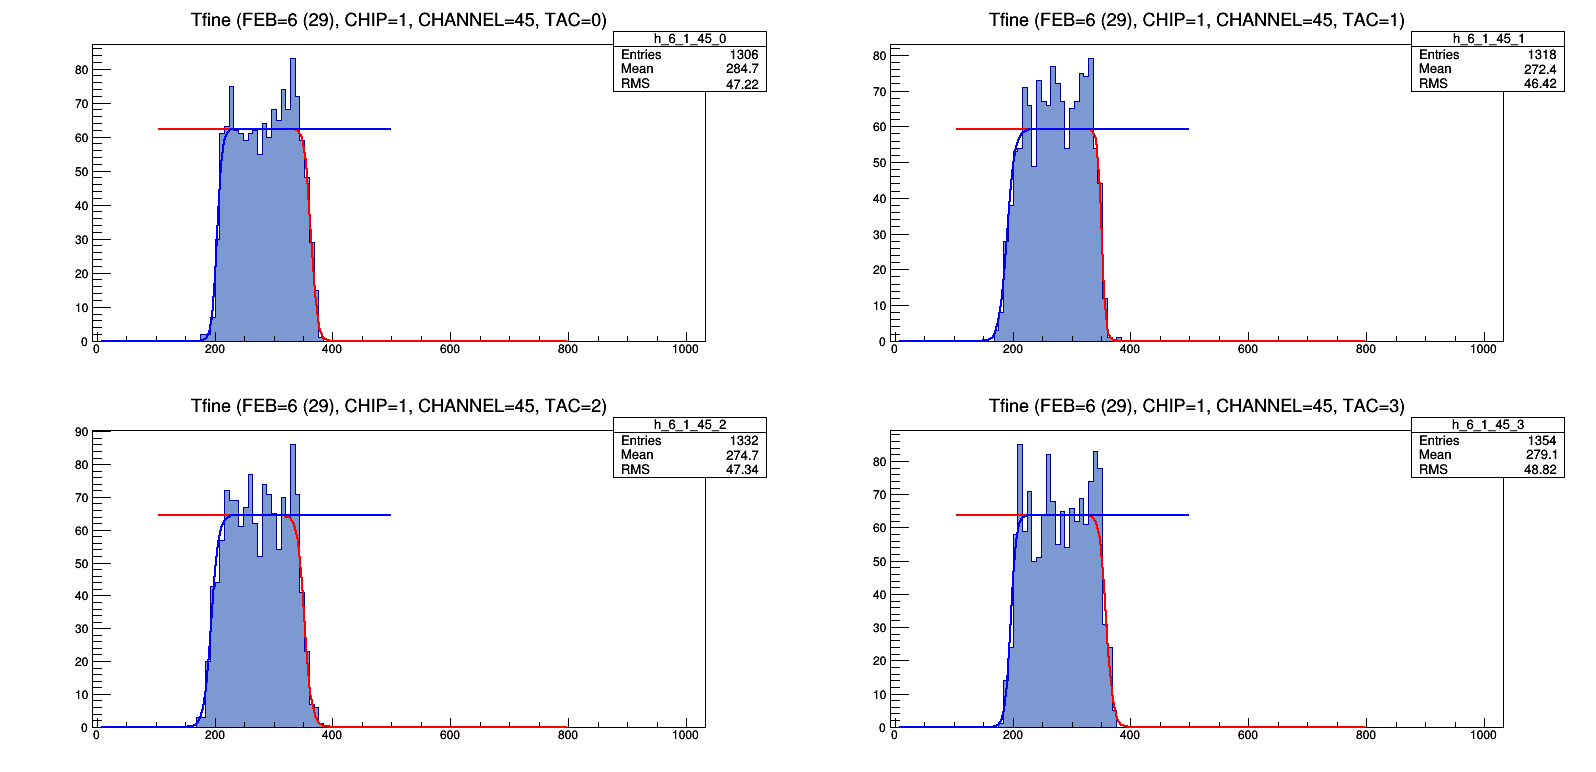 Tfine (FEB=6 (29), CHIP=1, CHANNEL=45, TAC=0)
h_6_1_45_0
Entries 1306
Mean 284.7
RMS 47.22
80
70
60
50
40
30
20
10
0
0 200 400 600 800 1000
Tfine (FEB=6 (29), CHIP=1, CHANNEL=45, TAC=1)
h_6_1_45_1
Entries 1318
Mean 272.4
RMS 46.42
80
70
60
50
40
30
20
10
0
0 200 400 600 800 1000
Tfine (FEB=6 (29), CHIP=1, CHANNEL=45, TAC=2)
h_6_1_45_2
Entries 1332
Mean 274.7
RMS 47.34
90
80
70
60
50
40
30
20
10
0
0 200 400 600 800 1000
Tfine (FEB=6 (29), CHIP=1, CHANNEL=45, TAC=3)
h_6_1_45_3
Entries 1354
Mean 279.1
RMS 48.82
80
70
60
50
40
30
20
10
0
0 200 400 600 800 1000